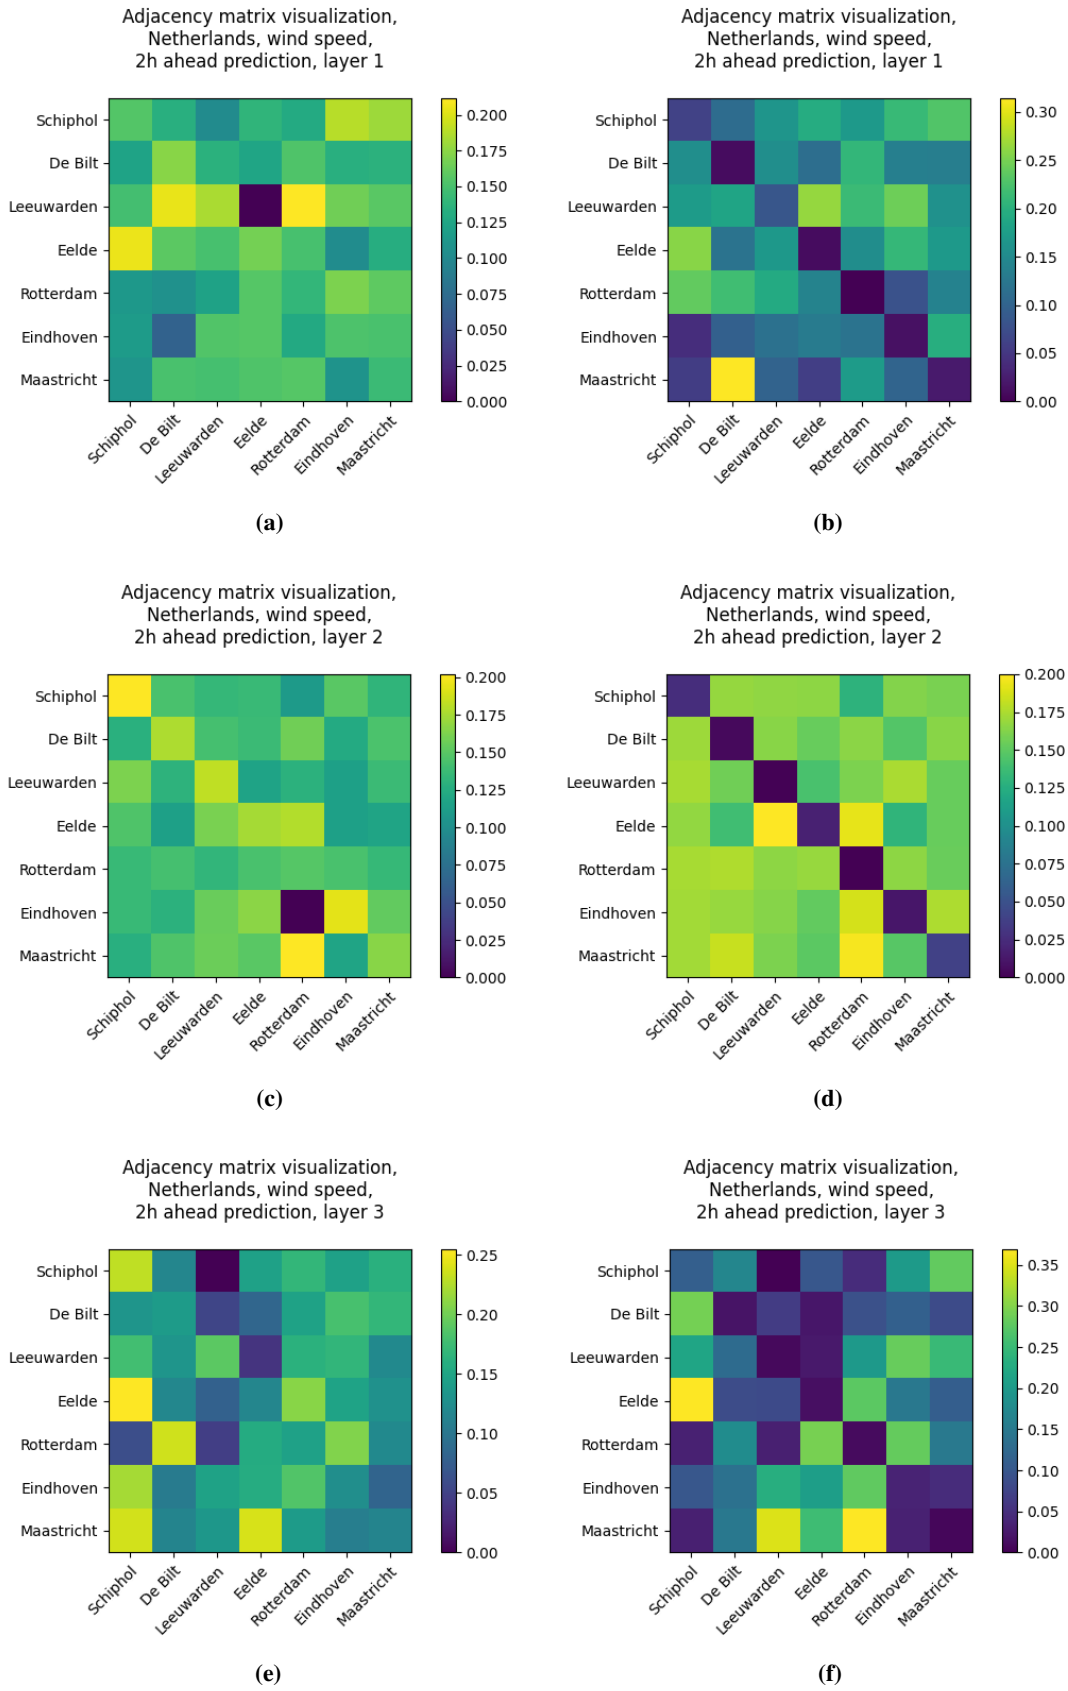 Adjacency matrix visualization,
Netherlands, wind speed,
2h ahead prediction, layer 1
Schiphol
De Bilt
Leeuwarden
Eelde
Rotterdam
Eindhoven
Maastricht
Schiphol
De Bilt
Leeuwarden
Eelde
Rotterdam
Eindhoven
Maastricht
0.200
0.175
0.150
0.125
0.100
0.075
0.050
0.025
0.000
(a)
Adjacency matrix visualization,
Netherlands, wind speed,
2h ahead prediction, layer 1
Schiphol
De Bilt
Leeuwarden
Eelde
Rotterdam
Eindhoven
Maastricht
Schiphol
De Bilt
Leeuwarden
Eelde
Rotterdam
Eindhoven
Maastricht
0.30
0.25
0.20
0.15
0.10
0.05
0.00
(b)
Adjacency matrix visualization,
Netherlands, wind speed,
2h ahead prediction, layer 2
Schiphol
De Bilt
Leeuwarden
Eelde
Rotterdam
Eindhoven
Maastricht
Schiphol
De Bilt
Leeuwarden
Eelde
Rotterdam
Eindhoven
Maastricht
0.200
0.175
0.150
0.125
0.100
0.075
0.050
0.025
0.000
(c)
Adjacency matrix visualization,
Netherlands, wind speed,
2h ahead prediction, layer 2
Schiphol
De Bilt
Leeuwarden
Eelde
Rotterdam
Eindhoven
Maastricht
Schiphol
De Bilt
Leeuwarden
Eelde
Rotterdam
Eindhoven
Maastricht
0.200
0.175
0.150
0.125
0.100
0.075
0.050
0.025
0.000
(d)
Adjacency matrix visualization,
Netherlands, wind speed,
2h ahead prediction, layer 3
Schiphol
De Bilt
Leeuwarden
Eelde
Rotterdam
Eindhoven
Maastricht
Schiphol
De Bilt
Leeuwarden
Eelde
Rotterdam
Eindhoven
Maastricht
0.25
0.20
0.15
0.10
0.05
0.00
(e)
Adjacency matrix visualization,
Netherlands, wind speed,
2h ahead prediction, layer 3
Schiphol
De Bilt
Leeuwarden
Eelde
Rotterdam
Eindhoven
Maastricht
Schiphol
De Bilt
Leeuwarden
Eelde
Rotterdam
Eindhoven
Maastricht
0.35
0.30
0.25
0.20
0.15
0.10
0.05
0.00
(f)